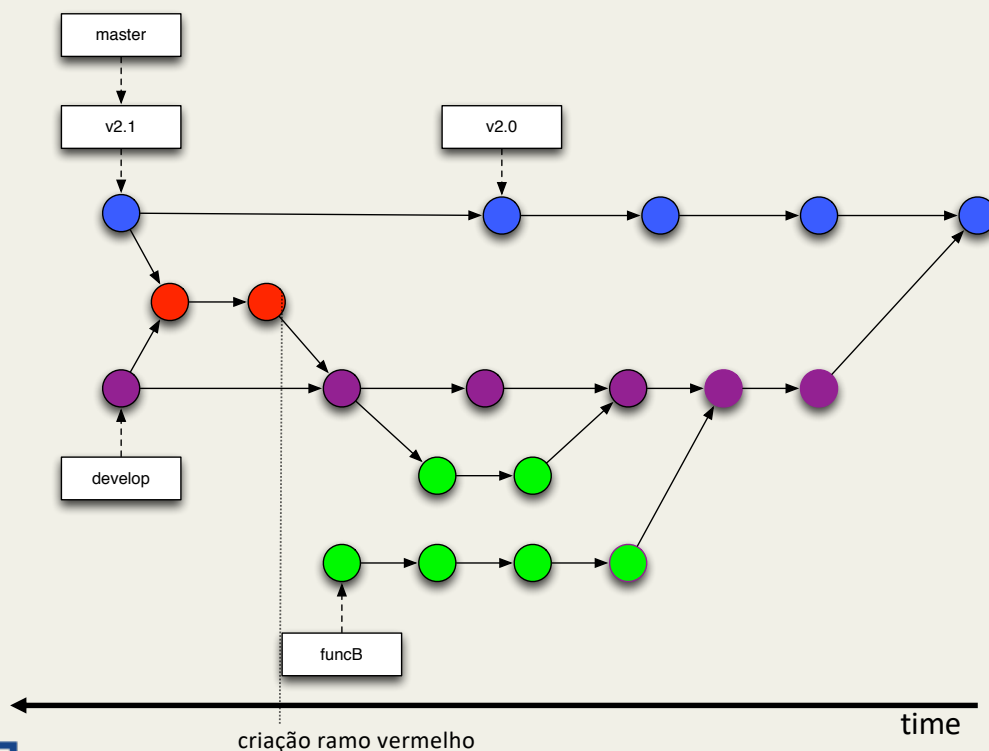 master
v2.1
v2.0
develop
funcB
time
criação ramo vermelho